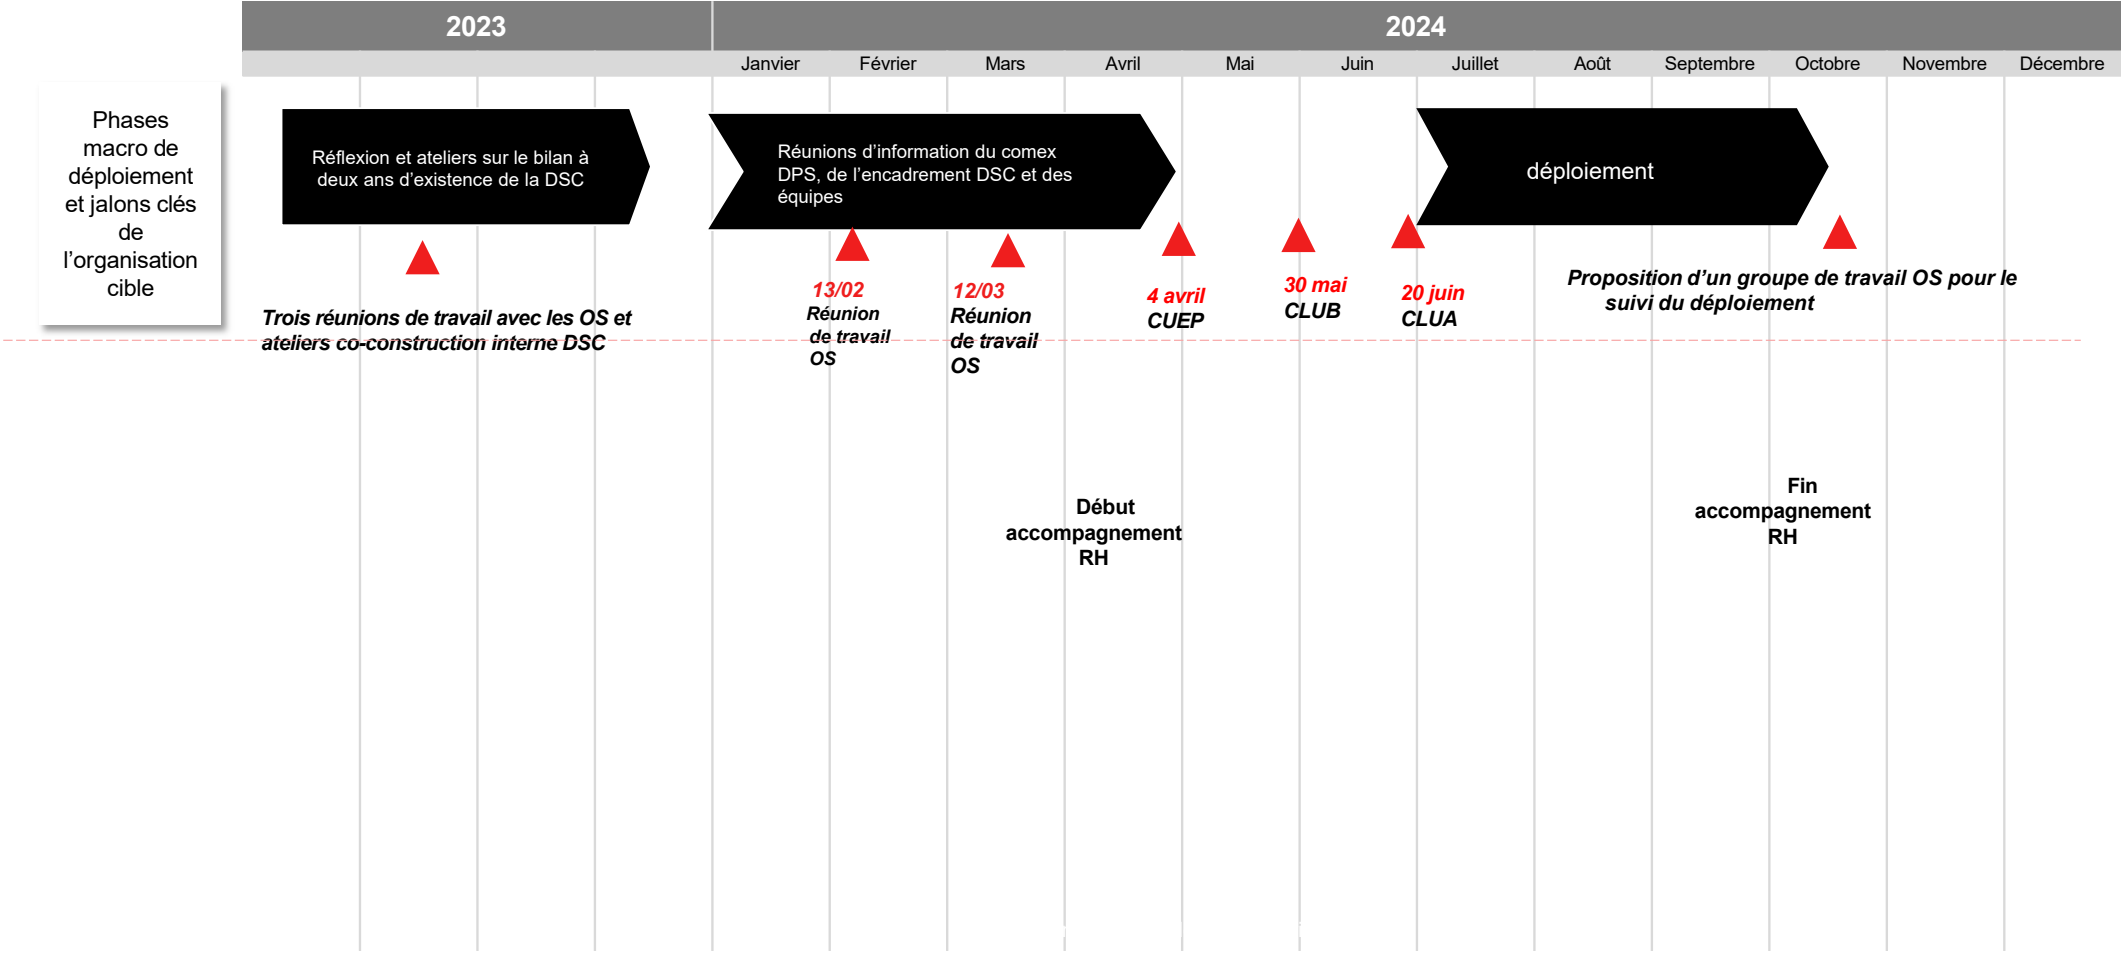 2023
2024
Janvier
Février
Mars
Avril
Mai
Juin
Juillet
Août
Septembre
Octobre
Novembre
Décembre
Phases
macro de
déploiement
et jalons clés
de
l’organisation
cible
Réflexion et ateliers sur le bilan à
deux ans d’existence de la DSC
Réunions d’information du comex
DPS, de l’encadrement DSC et des
équipes
déploiement
Trois réunions de travail avec les OS et
ateliers co-construction interne DSC
13/02
Réunion
de travail
OS
12/03
Réunion
de travail
OS
4 avril
CUEP
30 mai
CLUB
20 juin
CLUA
Proposition d’un groupe de travail OS pour le
suivi du déploiement
Début
accompagnement
RH
Fin
accompagnement
RH